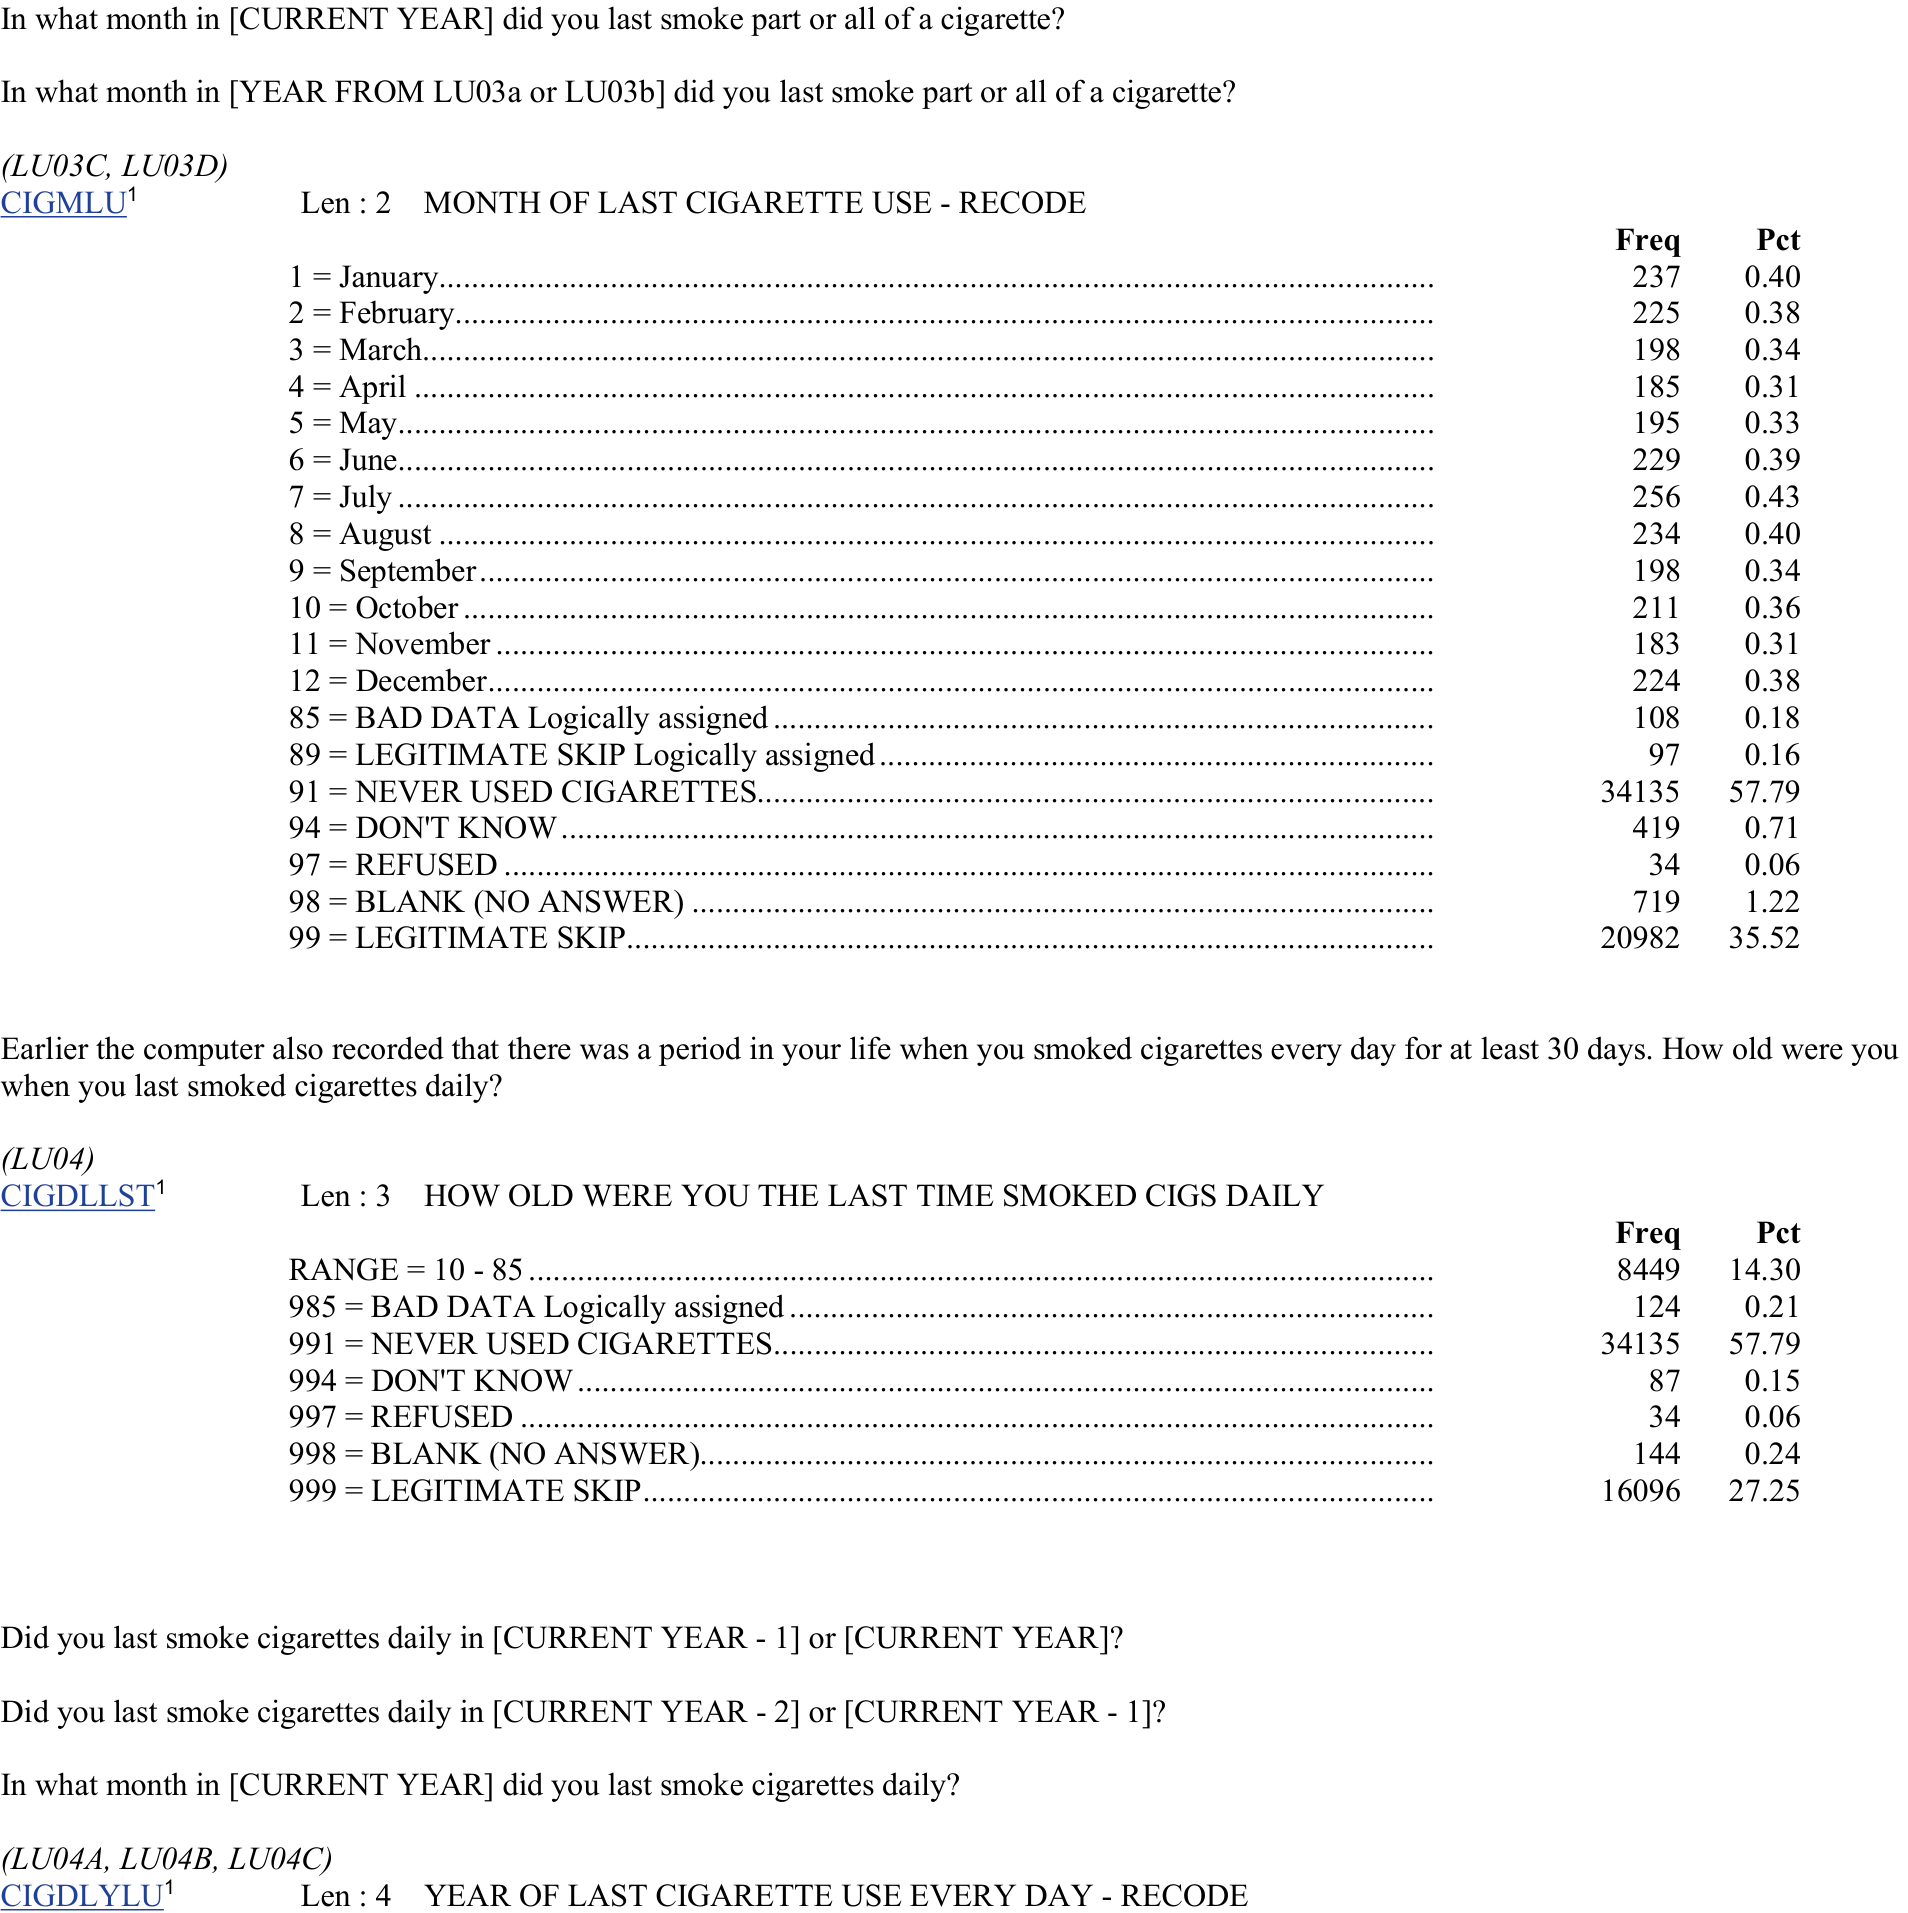 In what month in [CURRENT YEAR] did you last smoke part or all of a cigarette?
In what month in [YEAR FROM LU03a or LU03b] did you last smoke part or all of a cigarette?
(LU03C, LU03D)
CIGMLU1 Len : 2 MONTH OF LAST CIGARETTE USE - RECODE
Freq Pct
1 = January 237 0.40
2 = February 225 0.38
3 = March 198 0.34
4 = April 185 0.31
5 = May 195 0.33
6 = June 229 0.39
7 = July 256 0.43
8 = August 234 0.40
9 = September 198 0.34
10 = October 211 0.36
11 = November 183 0.31
12 = December 224 0.38
85 = BAD DATA Logically assigned 108 0.18
89 = LEGITIMATE SKIP Logically assigned 97 0.16
91 = NEVER USED CIGARETTES 34135 57.79
94 = DON'T KNOW 419 0.71
97 = REFUSED 34 0.06
98 = BLANK (NO ANSWER) 719 1.22
99 = LEGITIMATE SKIP 20982 35.52
Earlier the computer also recorded that there was a period in your life when you smoked cigarettes every day for at least 30 days. How old were you
when you last smoked cigarettes daily?
(LU04)
CIGDLLST1 Len : 3 HOW OLD WERE YOU THE LAST TIME SMOKED CIGS DAILY
Freq Pct
RANGE = 10 - 85 8449 14.30
985 = BAD DATA Logically assigned 124 0.21
991 = NEVER USED CIGARETTES 34135 57.79
994 = DON'T KNOW 87 0.15
997 = REFUSED 34 0.06
998 = BLANK (NO ANSWER) 144 0.24
999 = LEGITIMATE SKIP 16096 27.25
Did you last smoke cigarettes daily in [CURRENT YEAR - 1] or [CURRENT YEAR]?
Did you last smoke cigarettes daily in [CURRENT YEAR - 2] or [CURRENT YEAR - 1]?
In what month in [CURRENT YEAR] did you last smoke cigarettes daily?
(LU04A, LU04B, LU04C)
CIGDLYLU1 Len : 4 YEAR OF LAST CIGARETTE USE EVERY DAY - RECODE